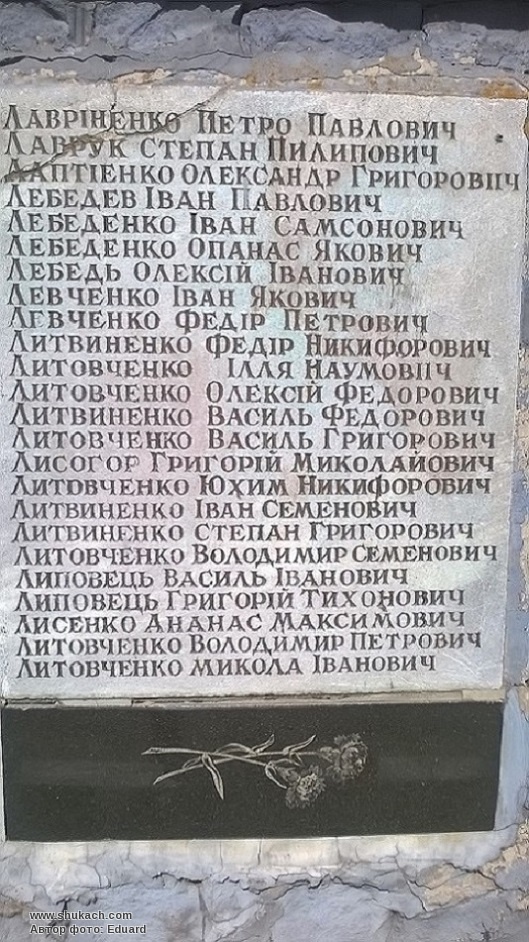 ЛАВРІНЕНКО ПЕТРО ПАВЛОВИЧ
ЛАВРУК СТЕПАН ПИЛИПОВИЧ
ЛАПТІЕНКО ОЛЕКСАНДР ГРИГОРОВИЧ
ЛЕБЕДЕВ ІВАН ПАВЛОВИЧ
ЛЕБЕДЕНКО ІВАН САМСОНОВИЧ
ЛЕБЕДЕНКО ОПАНАС ЯКОВИЧ
ЛЕБЕДЬ ОЛЕКСІЙ ІВАНОВИЧ
ЛЕВЧЕНКО ІВАН ЯКОВИЧ
ЛЕВЧЕНКО ФЕДІР ПЕТРОВИЧ
ЛИТВИНЕНКО ФЕДІР НИКИФОРОВИЧ
ЛИТОВЧЕНКО ІЛЛЯ НАУМОВИЧ
ЛИТОВЧЕНКО ОЛЕКСІЙ ФЕДОРОВИЧ
ЛИТВИНЕНКО ВАСИЛЬ ФЕДОРОВИЧ
ЛИТОВЧЕНКО ВАСИЛЬ ГРИГОРОВИЧ
ЛИСОГОР ГРИГОРІЙ МИКОЛАЙОВИЧ
ЛИТОВЧЕНКО ЮХИМ НИКИФОРОВИЧ
ЛИТВИНЕНКО ІВАН СЕМЕНОВИЧ
ЛИТВИНЕНКО СТЕПАН ГРИГОРОВИЧ
ЛИТОВЧЕНКО ВОЛОДИМИР СЕМЕНОВИЧ
ЛИПОВЕЦЬ ВАСИЛЬ ІВАНОВИЧ
ЛИПОВЕЦЬ ГРИГОРІЙ ТИХОНОВИЧ
ЛИСЕНКО АНАНАС МАКСИМОВИЧ
ЛИТОВЧЕНКО ВОЛОДИМИР ПЕТРОВИЧ
ЛИТОВЧЕНКО МИКОЛА ІВАНОВИЧ
www.shukach.com
Автор фото: Eduard